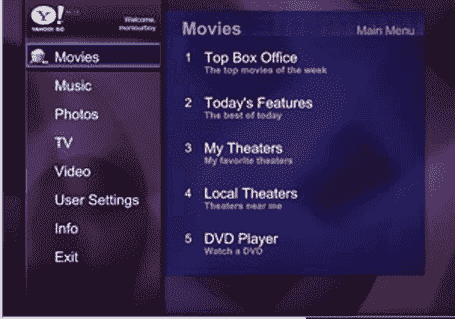 Y!
YAHOO! GO
Welcome,
Movies
Music
Photos
TV
Video
User Settings
Info
Exit
Movies
Main Menu
1 Top Box Office
The top movies of the week
2 Today's Features
The best of today
3 My Theaters
My favorite theaters
4 Local Theaters
Theaters near me
5 DVD Player
Watch a DVD